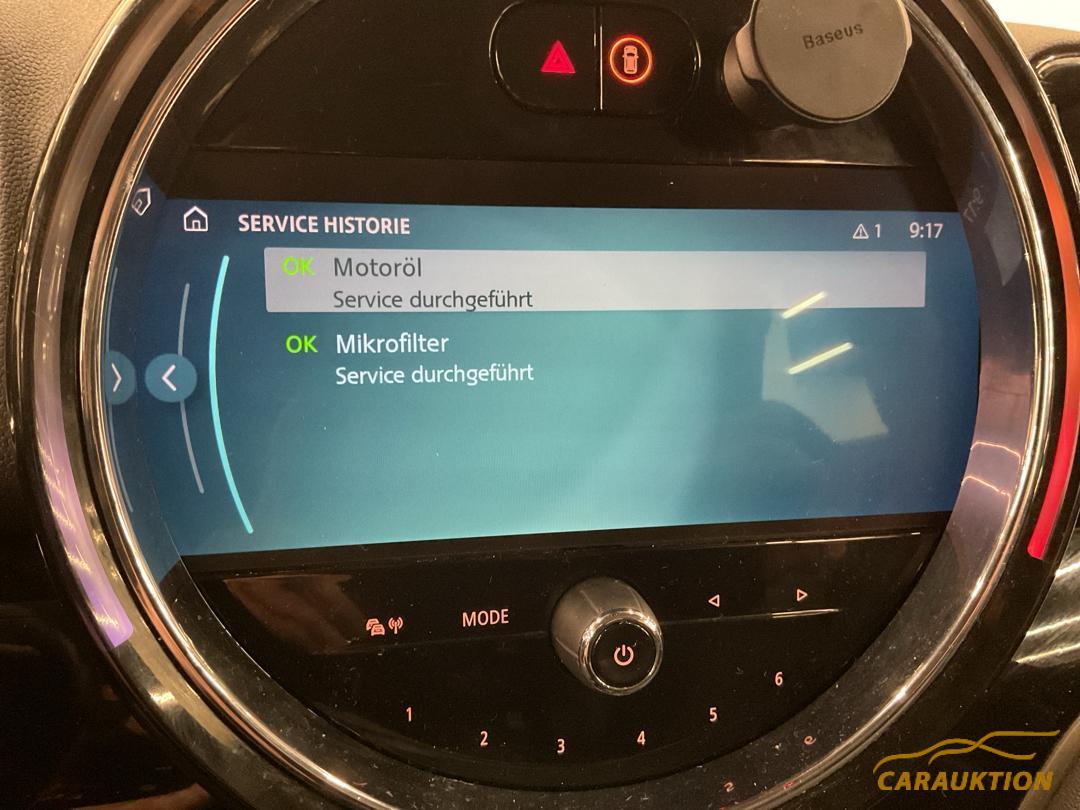 Baseus
SERVICE HISTORIE
1 9:17
OK Motoröl
Service durchgeführt
OK Mikrofilter
Service durchgeführt
MODE
1
2
3
4
5
6
CARAUKTION